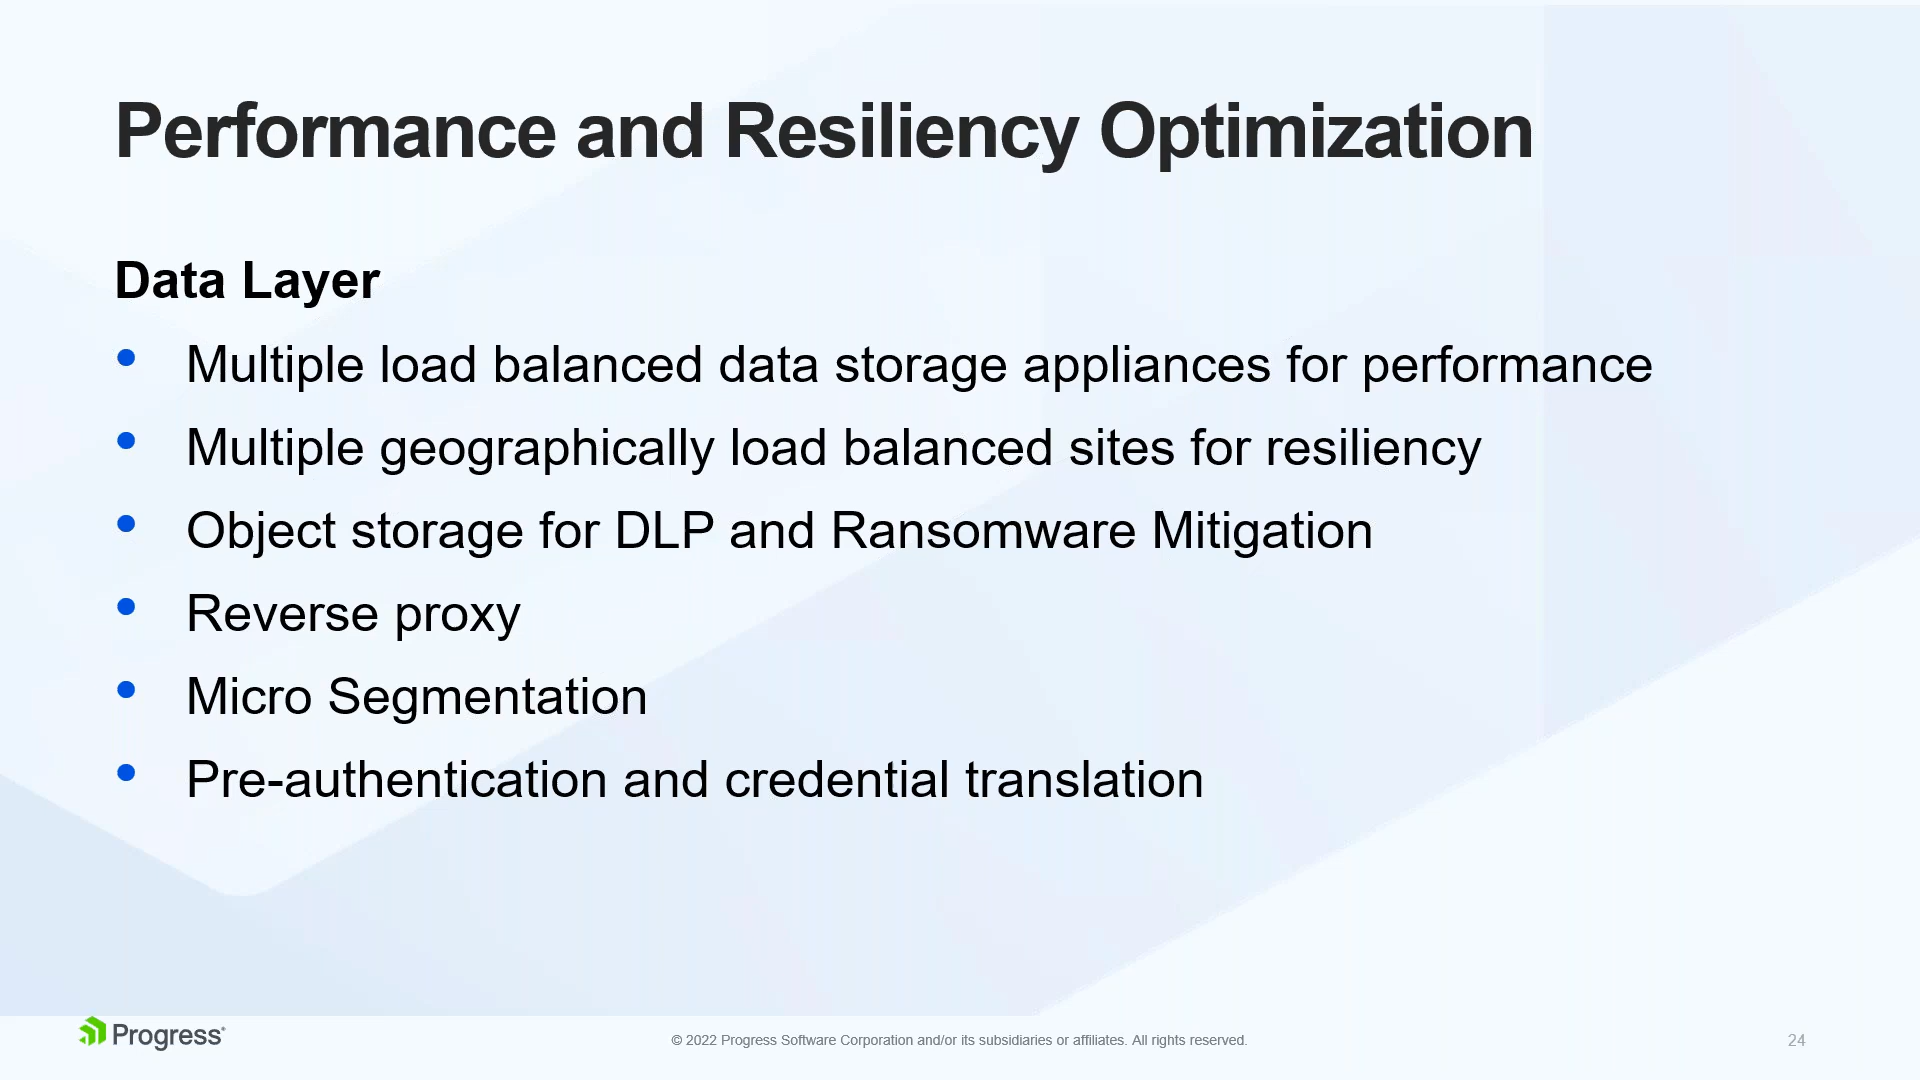 Performance and Resiliency Optimization
Data Layer
• Multiple load balanced data storage appliances for performance
• Multiple geographically load balanced sites for resiliency
• Object storage for DLP and Ransomware Mitigation
• Reverse proxy
• Micro Segmentation
• Pre-authentication and credential translation
Progress®
© 2022 Progress Software Corporation and/or its subsidiaries or affiliates. All rights reserved.
24